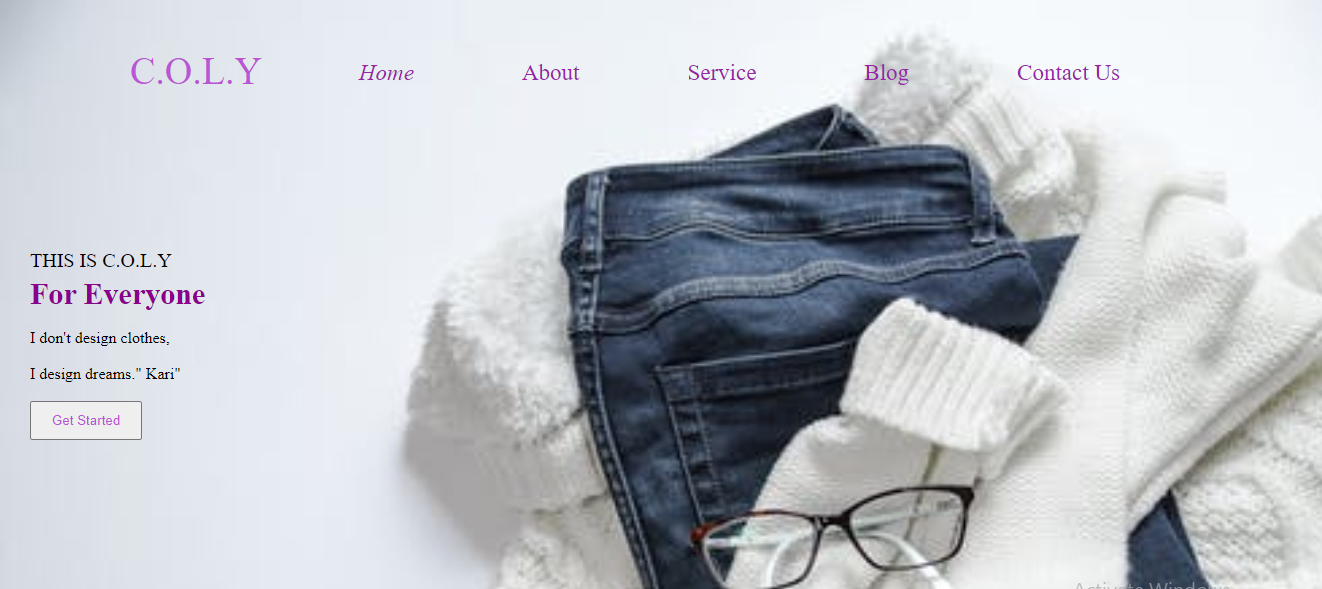 C.O.L.Y Home About Service Blog Contact Us
THIS IS C.O.L.Y
For Everyone
I don't design clothes,
I design dreams." Kari"
Get Started
Activate Windows